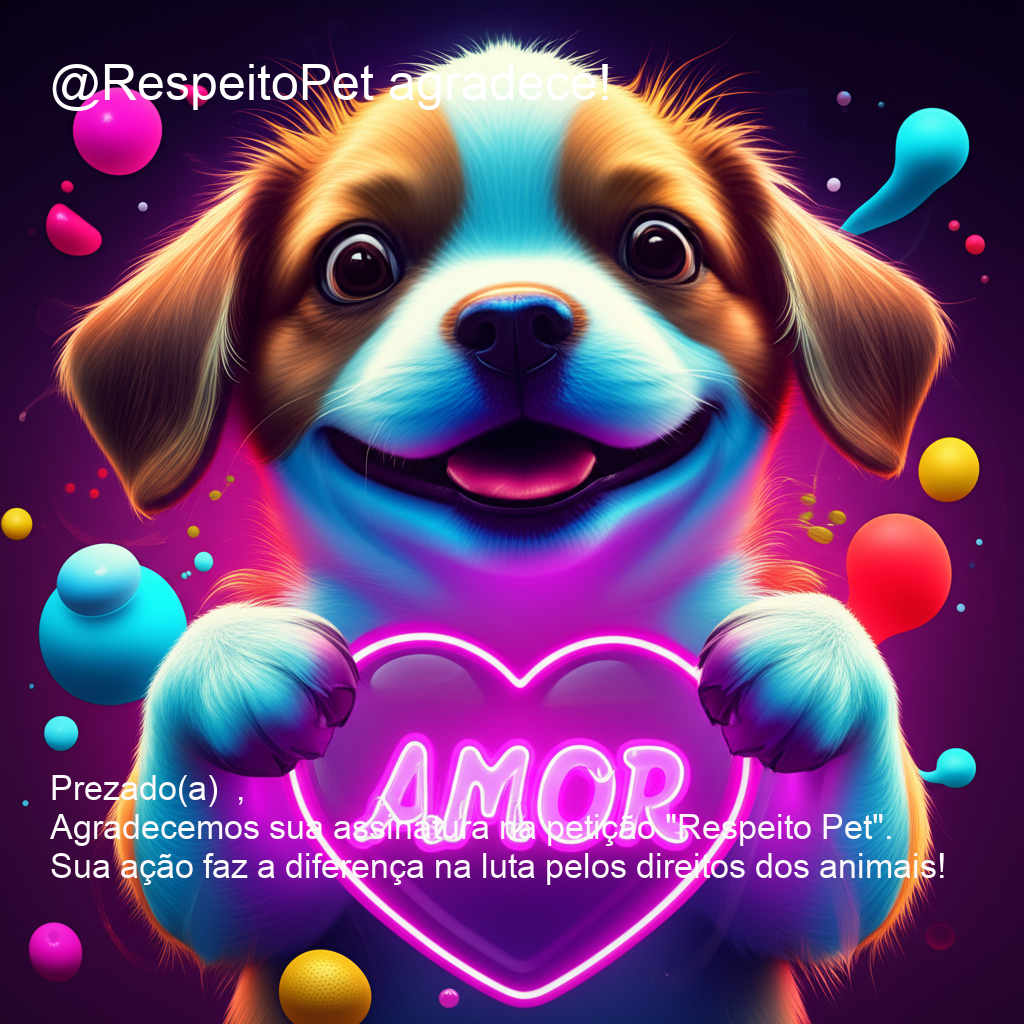 @RespeitoPet agradece!
AMOR
Prezado(a)  ,
Agradecemos sua assinatura na petição "Respeito Pet".
Sua ação faz a diferença na luta pelos direitos dos animais!